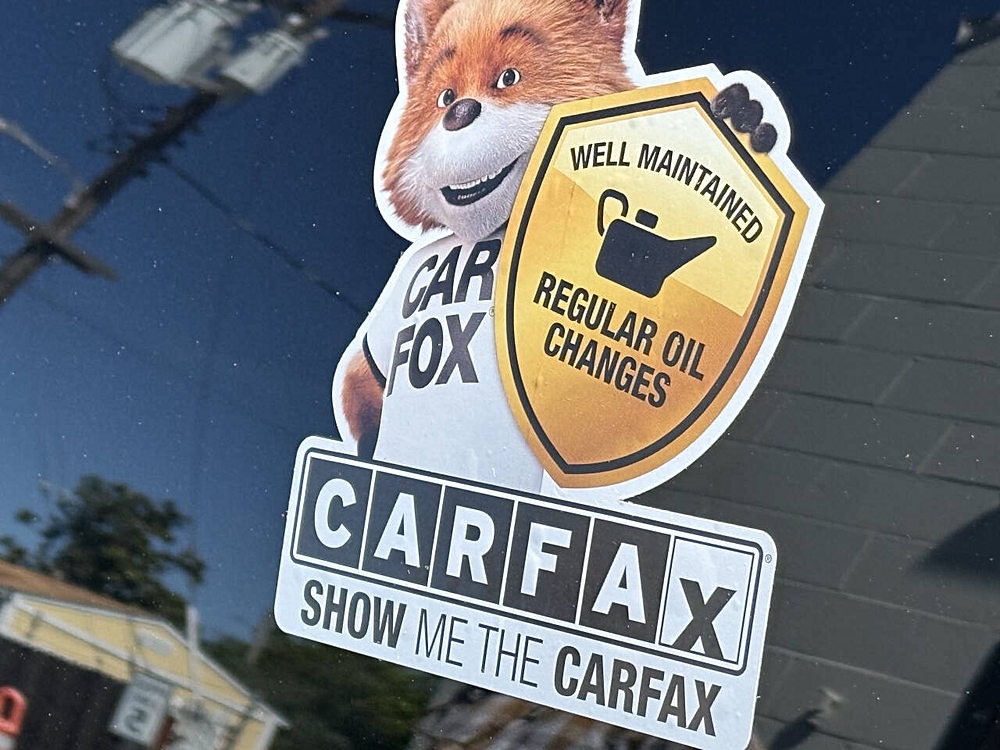 WELL MAINTAINED
REGULAR OIL
CHANGES
CAR
FOX®
CARFAX®
SHOW ME THE CARFAX